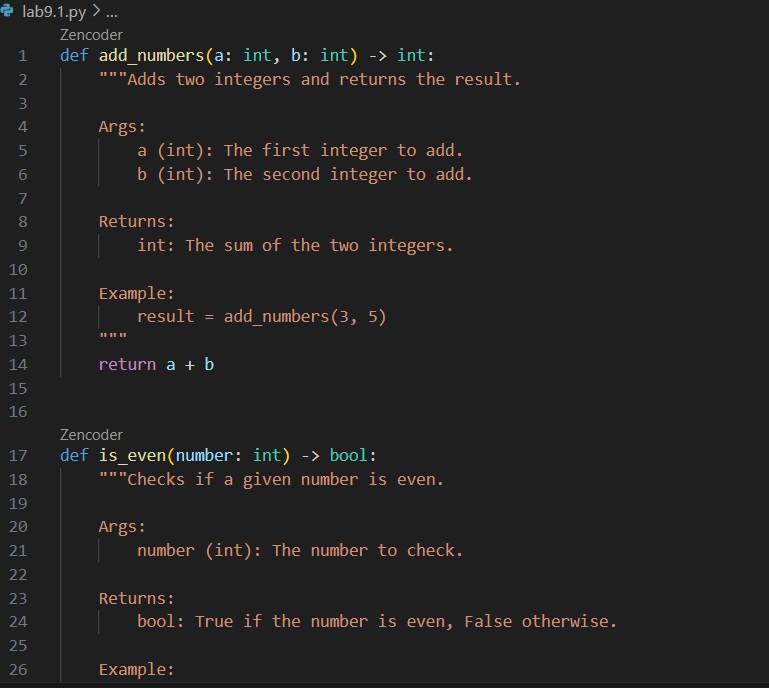 lab9.1.py > ...
Zencoder
1 def add_numbers(a: int, b: int) -> int:
2     """Adds two integers and returns the result.
3
4     Args:
5         a (int): The first integer to add.
6         b (int): The second integer to add.
7
8     Returns:
9         int: The sum of the two integers.
10
11     Example:
12         result = add_numbers(3, 5)
13     """
14     return a + b
15
16
Zencoder
17 def is_even(number: int) -> bool:
18     """Checks if a given number is even.
19
20     Args:
21         number (int): The number to check.
22
23     Returns:
24         bool: True if the number is even, False otherwise.
25
26     Example: